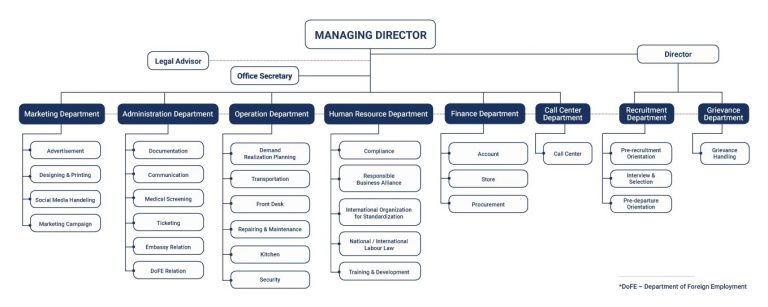 MANAGING DIRECTOR
Director
Legal Advisor
Office Secretary
Marketing Department
Administration Department
Operation Department
Human Resource Department
Finance Department
Call Center
Department
Recruitment
Department
Grievance
Department
Advertisement
Designing & Printing
Social Media Handeling
Marketing Campaign
Documentation
Communication
Medical Screening
Ticketing
Embassy Relation
DoFE Relation
Demand
Realization Planning
Transportation
Front Desk
Repairing & Maintenance
Kitchen
Security
Compliance
Responsible
Business Alliance
International Organization
for Standardization
National / International
Labour Law
Training & Development
Account
Store
Procurement
Call Center
Pre-recruitment
Orientation
Interview &
Selection
Pre-departure
Orientation
Grievance
Handling
*DoFE – Department of Foreign Employment